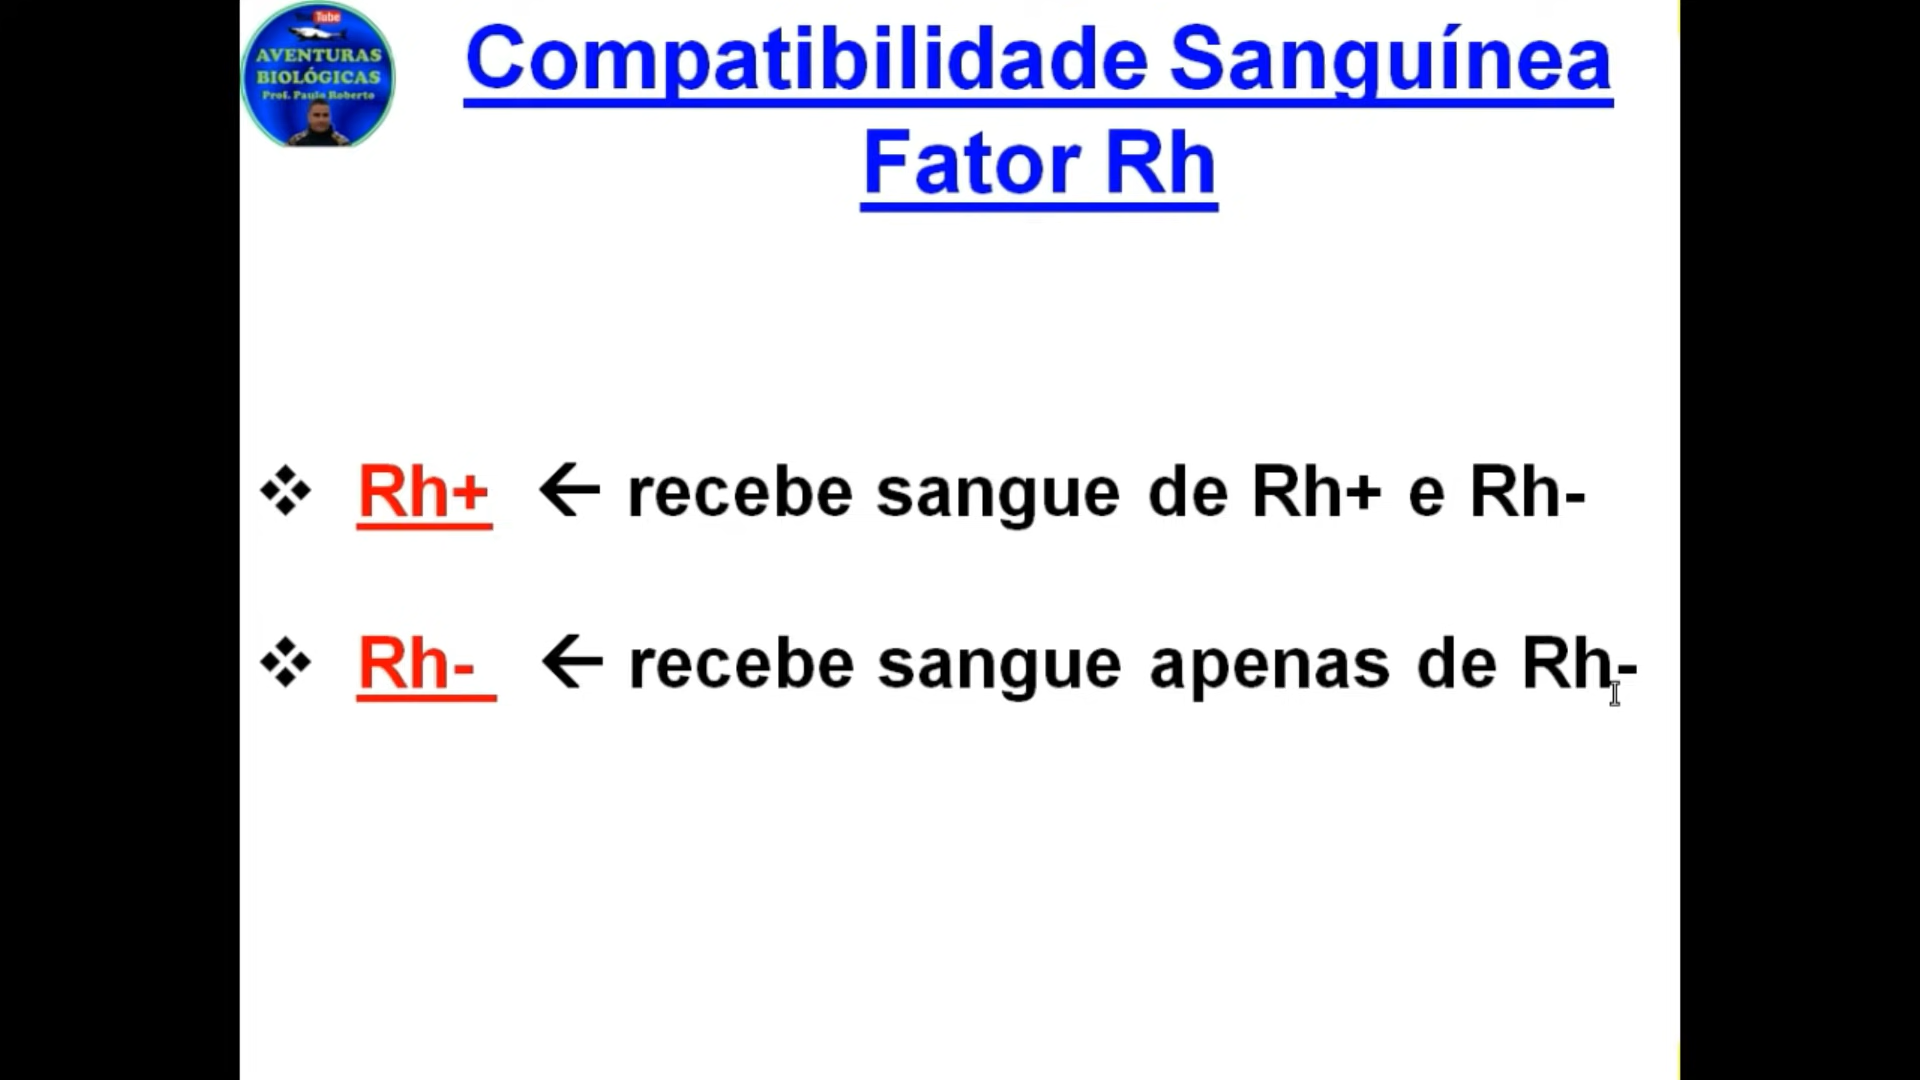 YouTube
AVENTURAS
BIOLÓGICAS
Prof. Paulo Roberto
Compatibilidade Sanguínea
Fator Rh
❖ Rh+ ← recebe sangue de Rh+ e Rh-
❖ Rh- ← recebe sangue apenas de Rh-